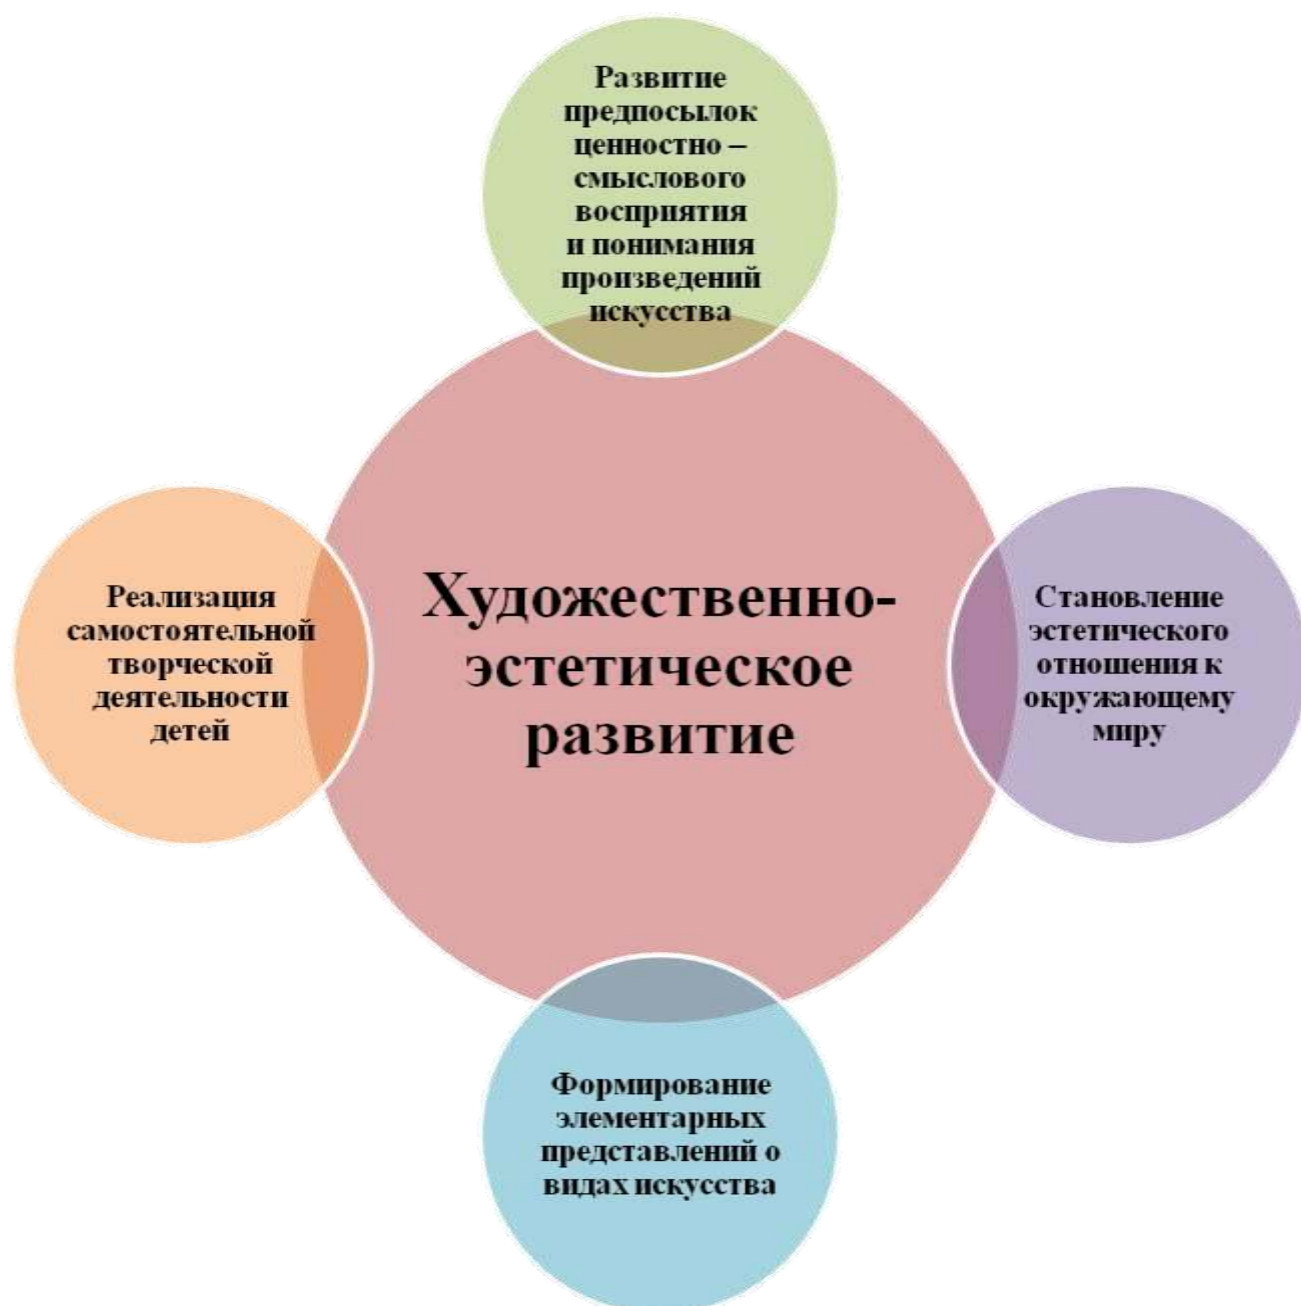 Развитие
предпосылок
ценностно –
смыслового
восприятия
и понимания
произведений
искусства
Художественно-
эстетическое
развитие
Реализация
самостоятельной
творческой
деятельности
детей
Становление
эстетического
отношения к
окружающему
миру
Формирование
элементарных
представлений о
видах искусства